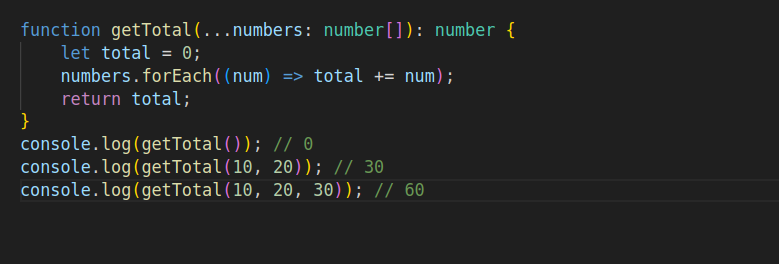 function getTotal(...numbers: number[]): number {
    let total = 0;
    numbers.forEach((num) => total += num);
    return total;
}
console.log(getTotal()); // 0
console.log(getTotal(10, 20)); // 30
console.log(getTotal(10, 20, 30)); // 60